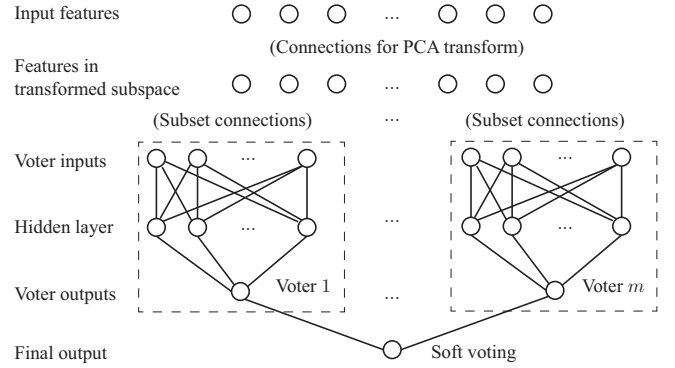 Input features
...
(Connections for PCA transform)
Features in
transformed subspace
...
(Subset connections)
...
(Subset connections)
Voter inputs
...
...
Hidden layer
...
...
...
Voter outputs
Voter 1
...
Voter m
Final output
Soft voting